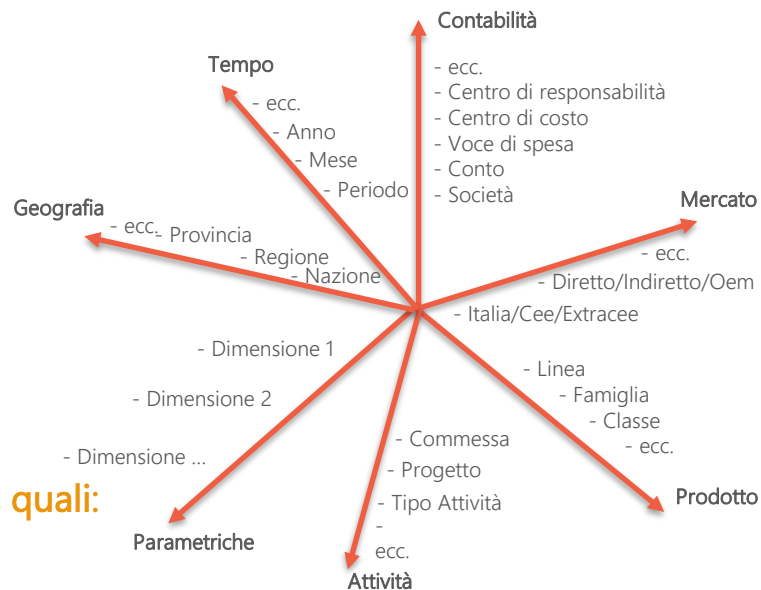 Contabilità
- ecc.
- Centro di responsabilità
- Centro di costo
- Voce di spesa
- Conto
- Società
Tempo
- ecc.
- Anno
- Mese
- Periodo
Geografia
- ecc.
- Provincia
- Regione
- Nazione
Mercato
- ecc.
- Diretto/Indiretto/Oem
- Italia/Cee/Extracee
- Dimensione 1
- Dimensione 2
- Dimensione ...
Parametriche
- Linea
- Famiglia
- Classe
- ecc.
Prodotto
- Commessa
- Progetto
- Tipo Attività
-
ecc.
Attività
quali: